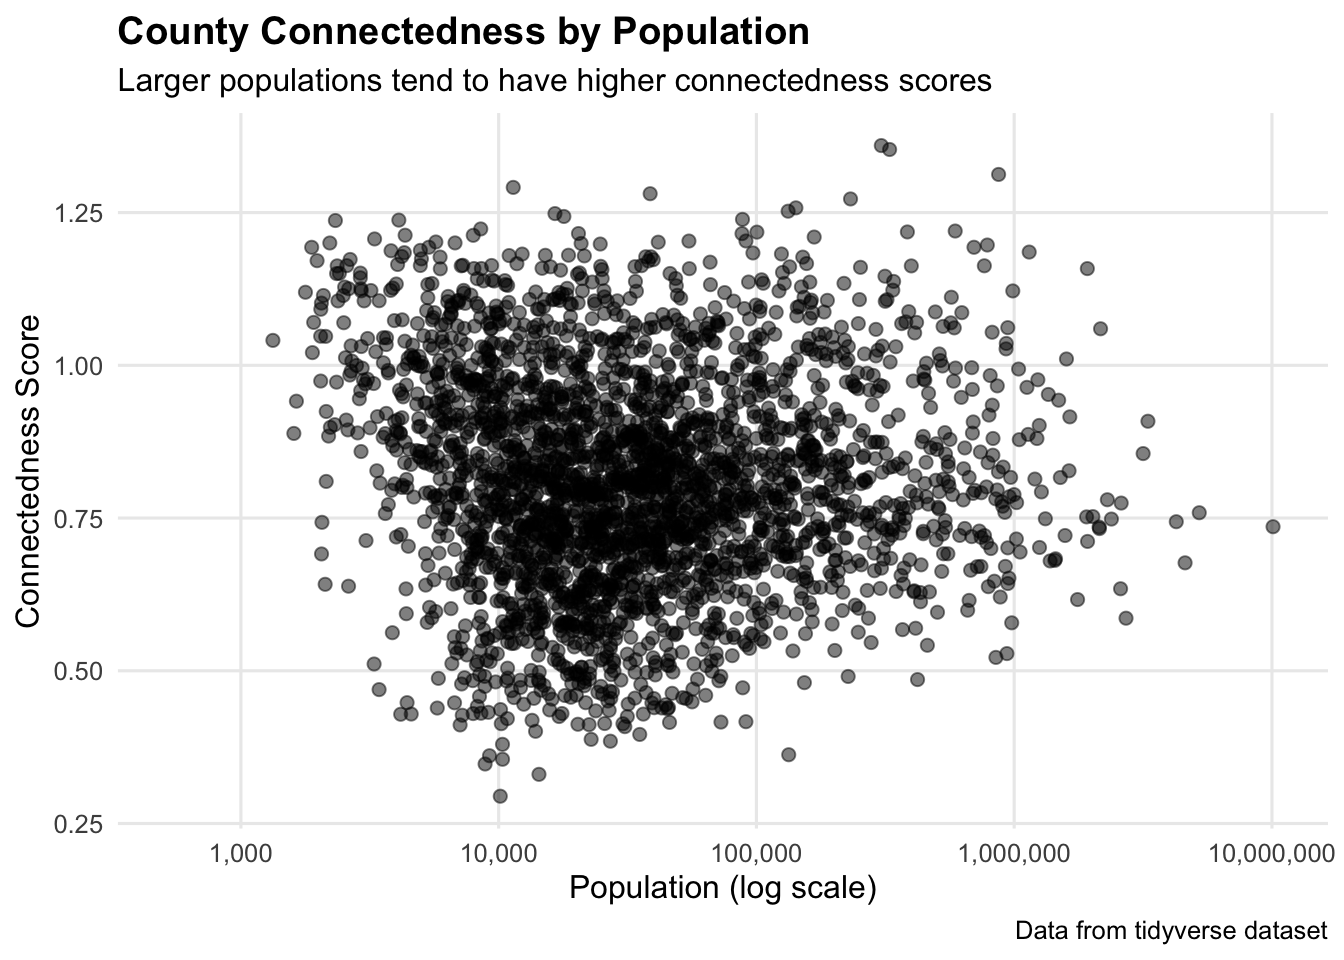 County Connectedness by Population
Larger populations tend to have higher connectedness scores
Connectedness Score
1.25
1.00
0.75
0.50
0.25
1,000
10,000
100,000
1,000,000
10,000,000
Population (log scale)
Data from tidyverse dataset